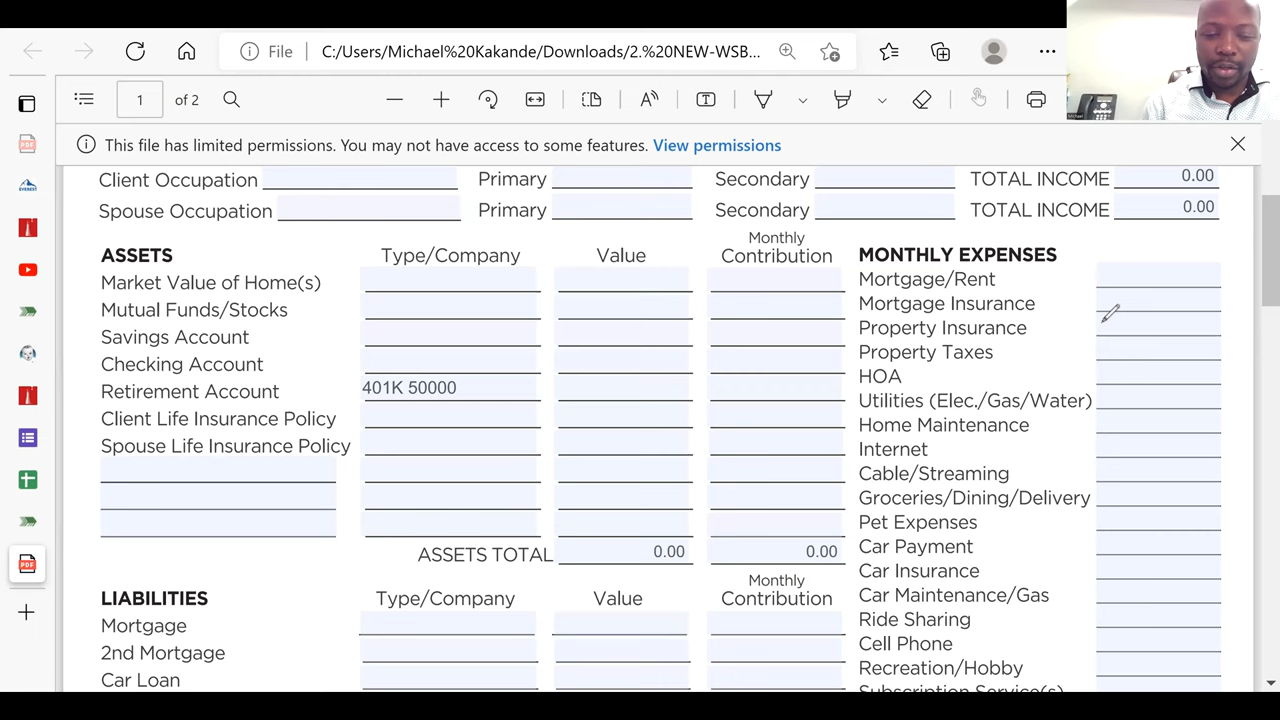 File C:/Users/Michael%20Kakande/Downloads/2.%20NEW-WSB...
1 of 2
This file has limited permissions. You may not have access to some features. View permissions
Client Occupation Primary Secondary TOTAL INCOME 0.00
Spouse Occupation Primary Secondary TOTAL INCOME 0.00
ASSETS Type/Company Value Monthly Contribution
Market Value of Home(s)
Mutual Funds/Stocks
Savings Account
Checking Account
Retirement Account 401K 50000
Client Life Insurance Policy
Spouse Life Insurance Policy
ASSETS TOTAL 0.00 0.00
LIABILITIES Type/Company Value Monthly Contribution
Mortgage
2nd Mortgage
Car Loan
MONTHLY EXPENSES
Mortgage/Rent
Mortgage Insurance
Property Insurance
Property Taxes
HOA
Utilities (Elec./Gas/Water)
Home Maintenance
Internet
Cable/Streaming
Groceries/Dining/Delivery
Pet Expenses
Car Payment
Car Insurance
Car Maintenance/Gas
Ride Sharing
Cell Phone
Recreation/Hobby
Subscription Service(s)